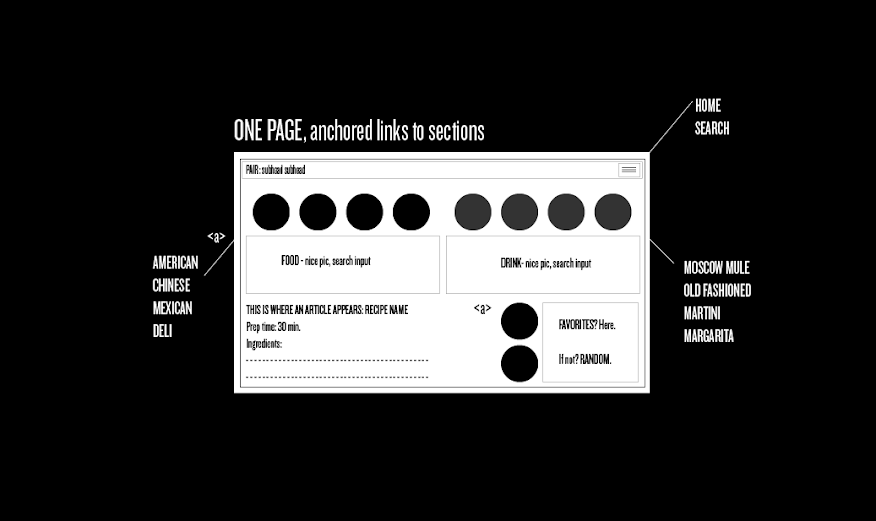 HOME
SEARCH
ONE PAGE, anchored links to sections
PAIR: subhead subhead
<a>
AMERICAN
CHINESE
MEXICAN
DELI
FOOD - nice pic, search input
DRINK- nice pic, search input
MOSCOW MULE
OLD FASHIONED
MARTINI
MARGARITA
THIS IS WHERE AN ARTICLE APPEARS: RECIPE NAME
Prep time: 30 min.
Ingredients:
<a>
FAVORITES? Here.
If not? RANDOM.